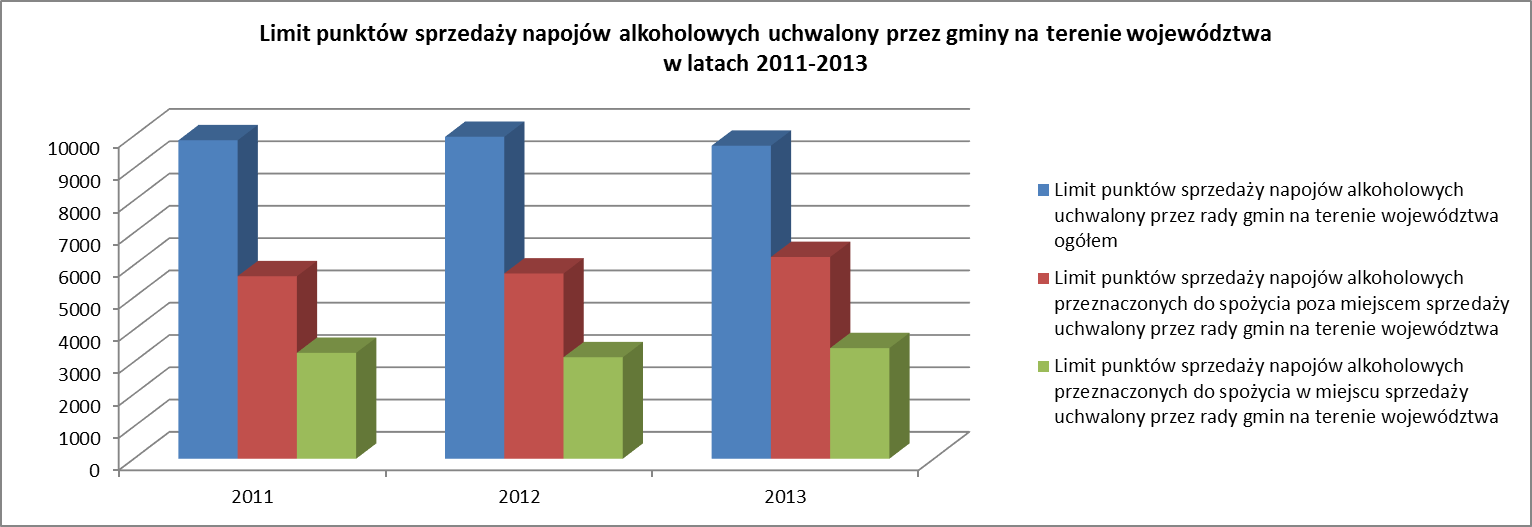 Limit punktów sprzedaży napojów alkoholowych uchwalony przez gminy na terenie województwa
w latach 2011-2013
10000
9000
8000
7000
6000
5000
4000
3000
2000
1000
0
2011
2012
2013
Limit punktów sprzedaży napojów alkoholowych
uchwalony przez rady gmin na terenie województwa
ogółem
Limit punktów sprzedaży napojów alkoholowych
przeznaczonych do spożycia poza miejscem sprzedaży
uchwalony przez rady gmin na terenie województwa
Limit punktów sprzedaży napojów alkoholowych
przeznaczonych do spożycia w miejscu sprzedaży
uchwalony przez rady gmin na terenie województwa